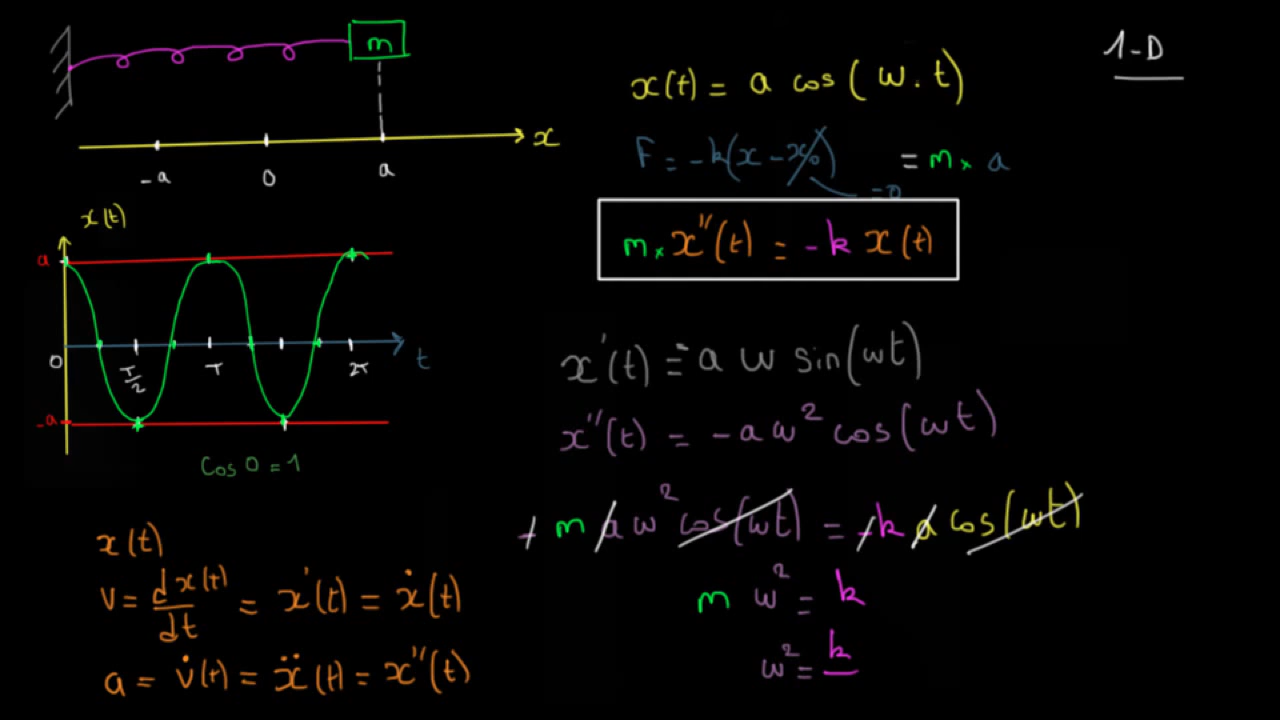 m
x
-a 0 a
x(t)
a
0 T/2 T 2T t
-a
Cos 0 = 1
x(t)
v = dx(t)/dt = x'(t) = ẋ(t)
a = v̇(t) = ẍ(t) = x''(t)
1-D
x(t) = a cos(w.t)
F = -k(x - x₀) = m × a
= 0
m × x''(t) = -k x(t)
x'(t) = -a w sin(wt)
x''(t) = -a w² cos(wt)
+ m a w² cos(wt) = +k a cos(wt)
m w² = k
w² = k